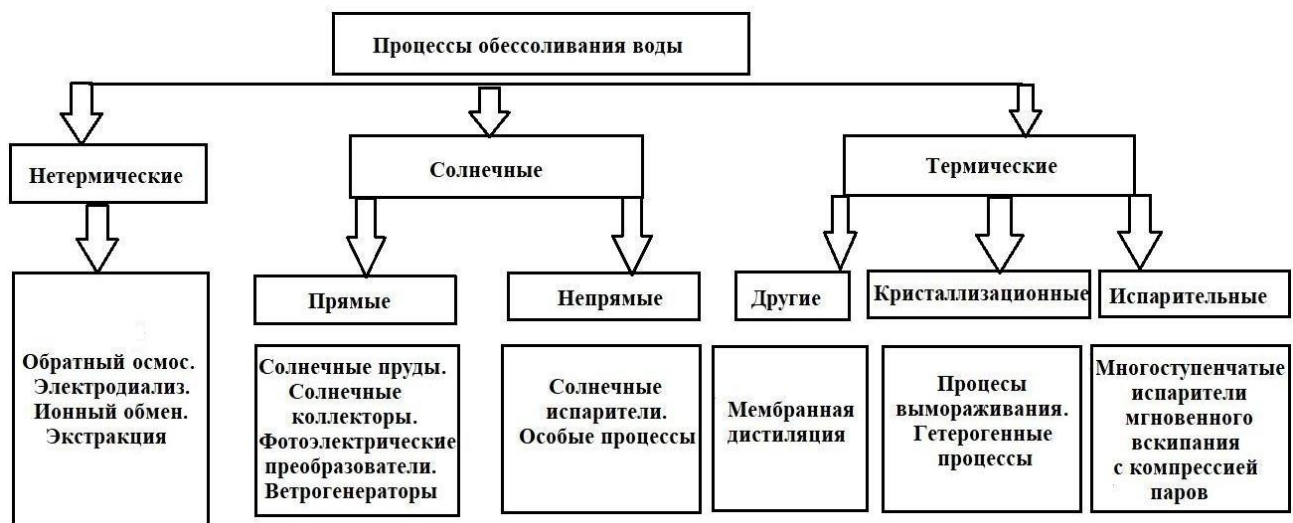 Процессы обессоливания воды
Нетермические
Солнечные
Термические
Прямые
Непрямые
Другие
Кристаллизационные
Испарительные
Обратный осмос.
Электродиализ.
Ионный обмен.
Экстракция
Солнечные пруды.
Солнечные
коллекторы.
Фотоэлектрические
преобразователи.
Ветрогенераторы
Солнечные
испарители.
Особые процессы
Мембранная
дистиляция
Процесы
вымораживания.
Гетерогенные
процессы
Многоступенчатые
испарители
мгновенного
вскипания
с компрессией
паров